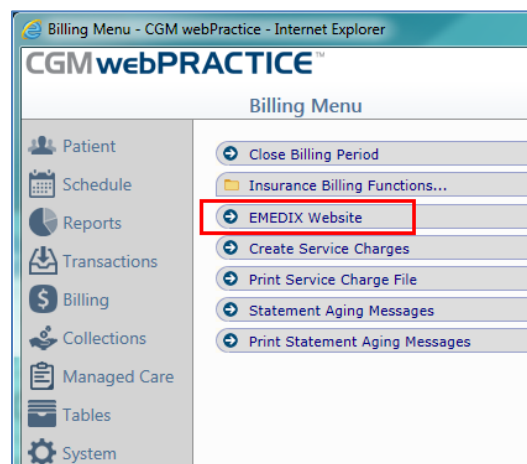 Billing Menu - CGM webPractice - Internet Explorer
CGM webPRACTICE™
Billing Menu
Patient
Schedule
Reports
Transactions
Billing
Collections
Managed Care
Tables
System
Close Billing Period
Insurance Billing Functions...
EMEDIX Website
Create Service Charges
Print Service Charge File
Statement Aging Messages
Print Statement Aging Messages